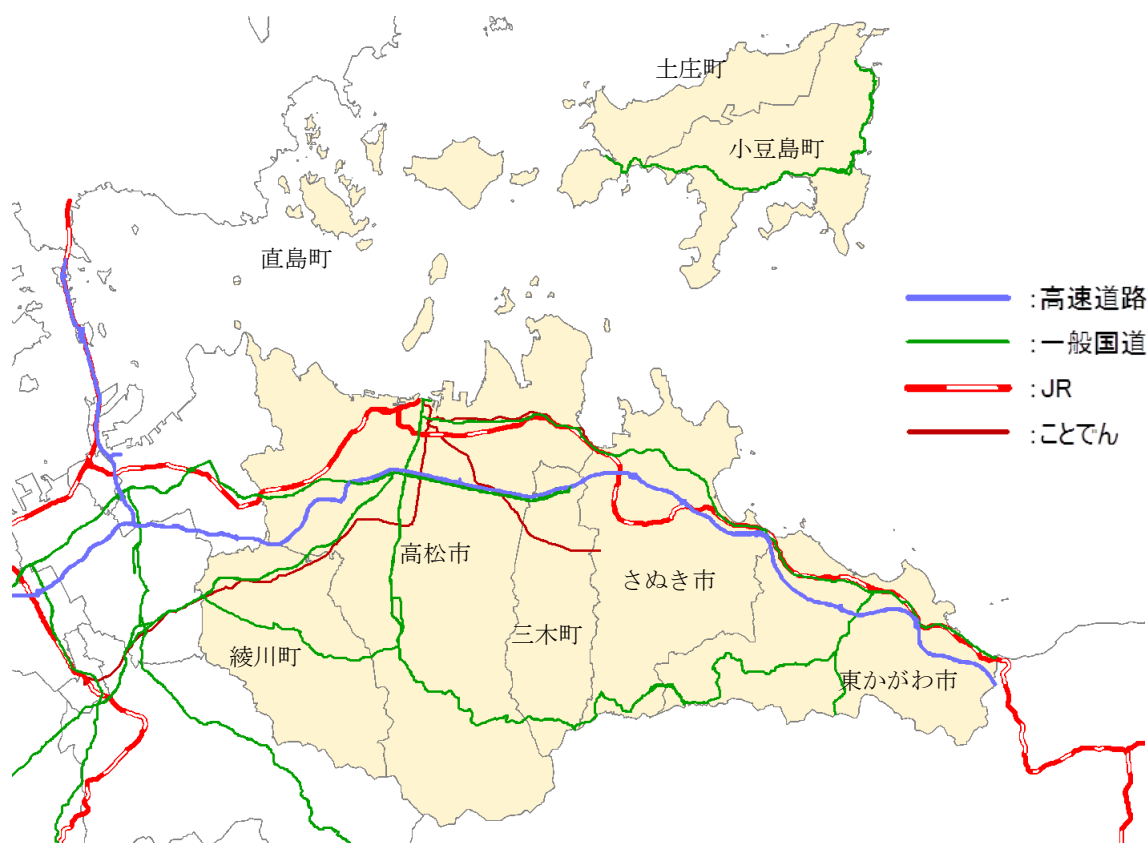 土庄町
小豆島町
直島町
:高速道路
:一般国道
:JR
:ことでん
高松市
さぬき市
三木町
綾川町
東かがわ市